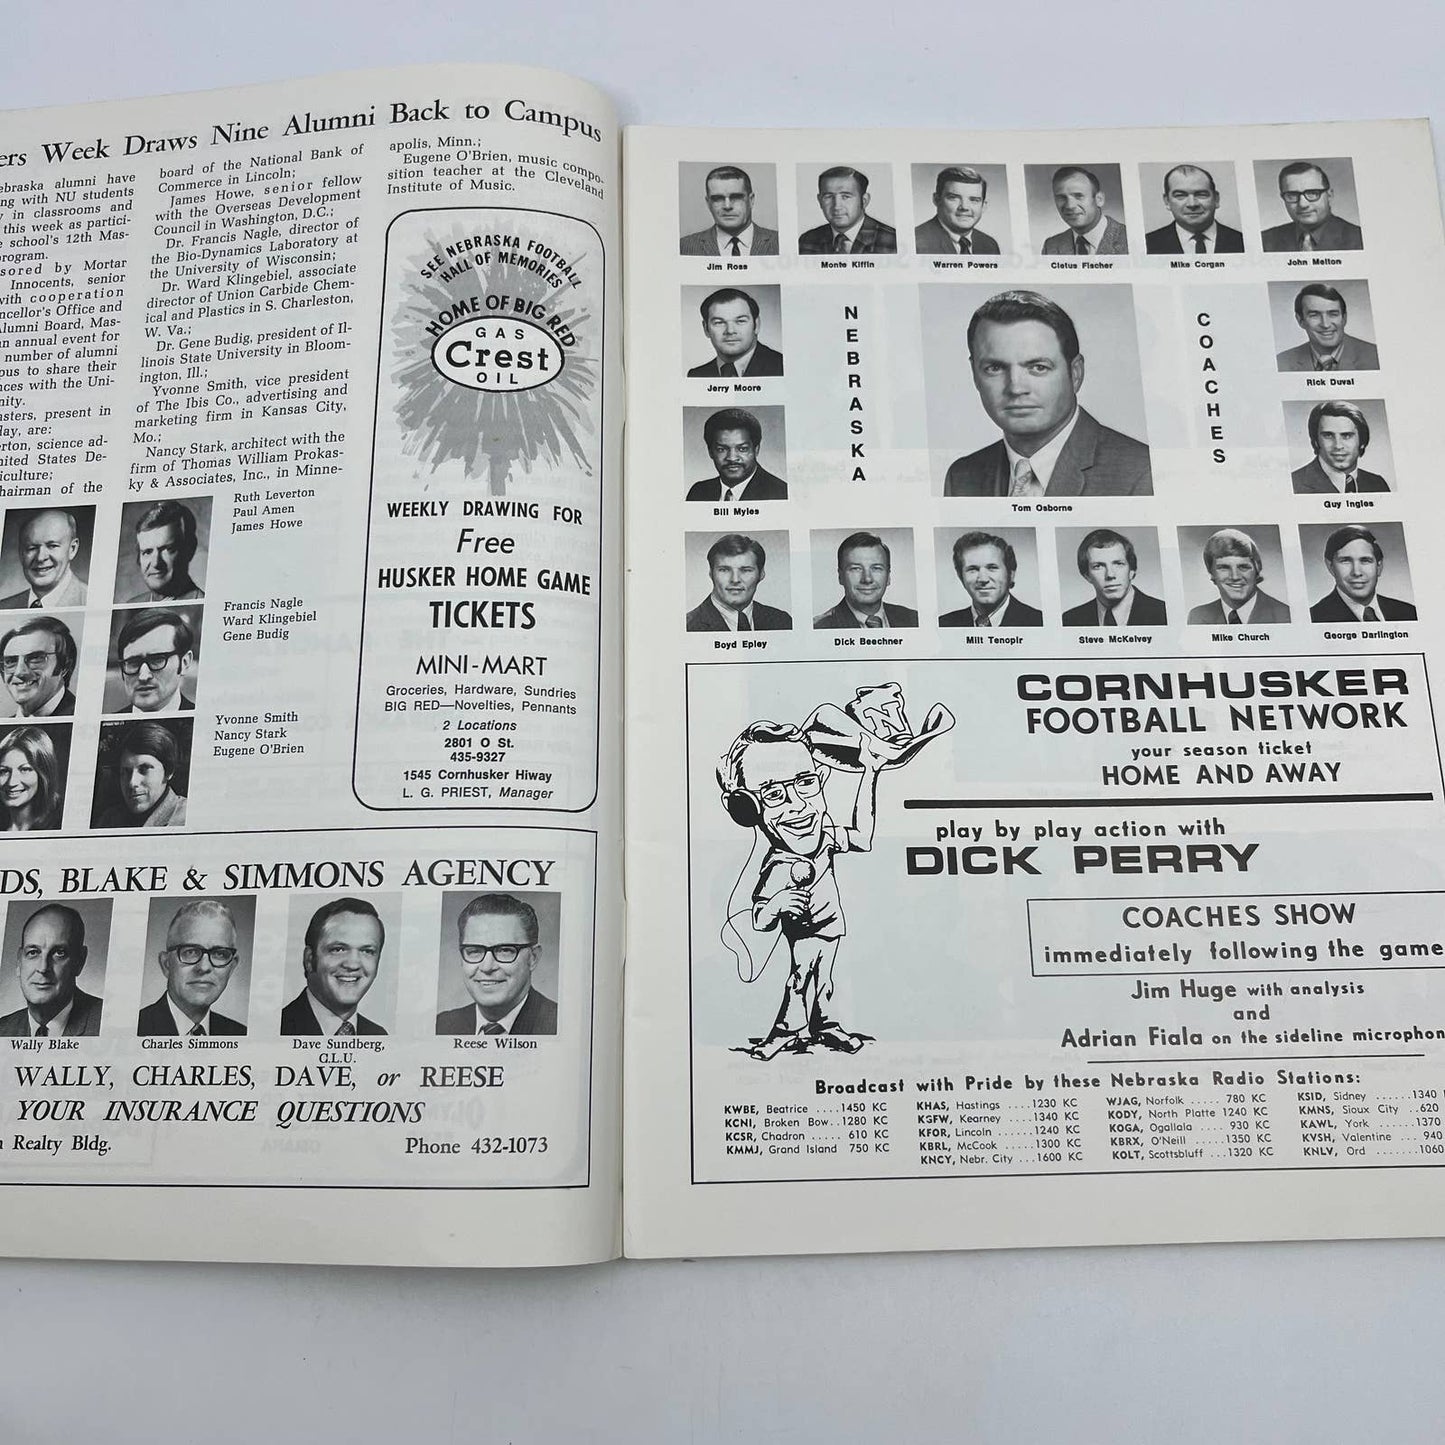 ers Week Draws Nine Alumni Back to Campus
ebraska alumni have
ng with NU students
y in classrooms and
this week as partici-
e school's 12th Mas-
program.
sored by Mortar
Innocents, senior
with cooperation
ncellor's Office and
Alumni Board, Mas-
an annual event for
number of alumni
pus to share their
nces with the Uni-
nity.
asters, present in
day, are:
erton, science ad-
nited States De-
iculture;
hairman of the
board of the National Bank of
Commerce in Lincoln;
James Howe, senior fellow
with the Overseas Development
Council in Washington, D.C.;
Dr. Francis Nagle, director of
the Bio-Dynamics Laboratory at
the University of Wisconsin;
Dr. Ward Klingebiel, associate
director of Union Carbide Chem-
ical and Plastics in S. Charleston,
W. Va.;
Dr. Gene Budig, president of Il-
linois State University in Bloom-
ington, Ill.;
Yvonne Smith, vice president
of The Ibis Co., advertising and
marketing firm in Kansas City,
Mo.;
Nancy Stark, architect with the
firm of Thomas William Prokas-
ky & Associates, Inc., in Minne-
apolis, Minn.;
Eugene O'Brien, music compo-
sition teacher at the Cleveland
Institute of Music.
Ruth Leverton
Paul Amen
James Howe
Francis Nagle
Ward Klingebiel
Gene Budig
Yvonne Smith
Nancy Stark
Eugene O'Brien
SEE NEBRASKA FOOTBALL
HALL OF MEMORIES
HOME OF BIG RED
GAS
Crest
OIL
WEEKLY DRAWING FOR
Free
HUSKER HOME GAME
TICKETS
MINI-MART
Groceries, Hardware, Sundries
BIG RED—Novelties, Pennants
2 Locations
2801 O St.
435-9327
1545 Cornhusker Hiway
L. G. PRIEST, Manager
DS, BLAKE & SIMMONS AGENCY
Wally Blake
Charles Simmons
Dave Sundberg,
C.L.U.
Reese Wilson
WALLY, CHARLES, DAVE, or REESE
YOUR INSURANCE QUESTIONS
n Realty Bldg.
Phone 432-1073
Jim Ross
Monte Kiffin
Warren Powers
Cletus Fischer
Mike Corgan
John Melton
Jerry Moore
NEBRASKA
COACHES
Rick Duval
Bill Myles
Tom Osborne
Guy Ingles
Boyd Epley
Dick Beechner
Milt Tenopir
Steve McKelvey
Mike Church
George Darlington
N
CORNHUSKER
FOOTBALL NETWORK
your season ticket
HOME AND AWAY
play by play action with
DICK PERRY
COACHES SHOW
immediately following the game
Jim Huge with analysis
and
Adrian Fiala on the sideline microphon
Broadcast with Pride by these Nebraska Radio Stations:
KWBE, Beatrice ....1450 KC
KCNI, Broken Bow..1280 KC
KCSR, Chadron ..... 610 KC
KMMJ, Grand Island 750 KC
KHAS, Hastings ....1230 KC
KGFW, Kearney ....1340 KC
KFOR, Lincoln ......1240 KC
KBRL, McCook ....1300 KC
KNCY, Nebr. City ...1600 KC
WJAG, Norfolk ..... 780 KC
KODY, North Platte 1240 KC
KOGA, Ogallala .... 930 KC
KBRX, O'Neill .....1350 KC
KOLT, Scottsbluff ...1320 KC
KSID, Sidney ......1340
KMNS, Sioux City ..620
KAWL, York ......1370
KVSH, Valentine ... 940
KNLV, Ord .......1060